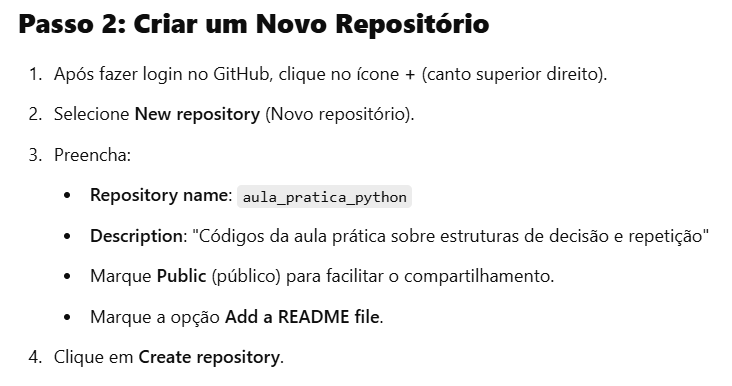 Passo 2: Criar um Novo Repositório
1. Após fazer login no GitHub, clique no ícone + (canto superior direito).
2. Selecione New repository (Novo repositório).
3. Preencha:
• Repository name: aula_pratica_python
• Description: "Códigos da aula prática sobre estruturas de decisão e repetição"
• Marque Public (público) para facilitar o compartilhamento.
• Marque a opção Add a README file.
4. Clique em Create repository.